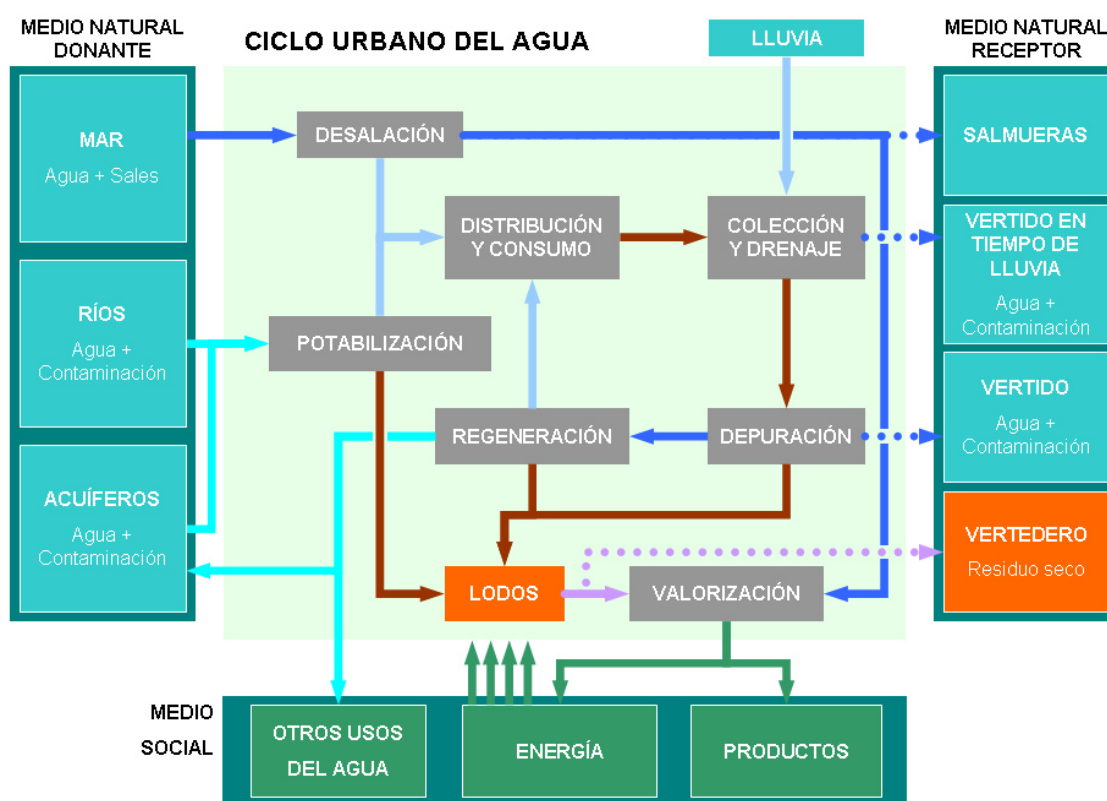 MEDIO NATURAL
DONANTE
CICLO URBANO DEL AGUA
LLUVIA
MEDIO NATURAL
RECEPTOR
MAR
Agua + Sales
DESALACIÓN
SALMUERAS
DISTRIBUCIÓN
Y CONSUMO
COLECCIÓN
Y DRENAJE
VERTIDO EN
TIEMPO DE
LLUVIA
Agua +
Contaminación
RÍOS
Agua +
Contaminación
POTABILIZACIÓN
VERTIDO
Agua +
Contaminación
REGENERACIÓN
DEPURACIÓN
ACUÍFEROS
Agua +
Contaminación
VERTEDERO
Residuo seco
LODOS
VALORIZACIÓN
MEDIO
SOCIAL
OTROS USOS
DEL AGUA
ENERGÍA
PRODUCTOS